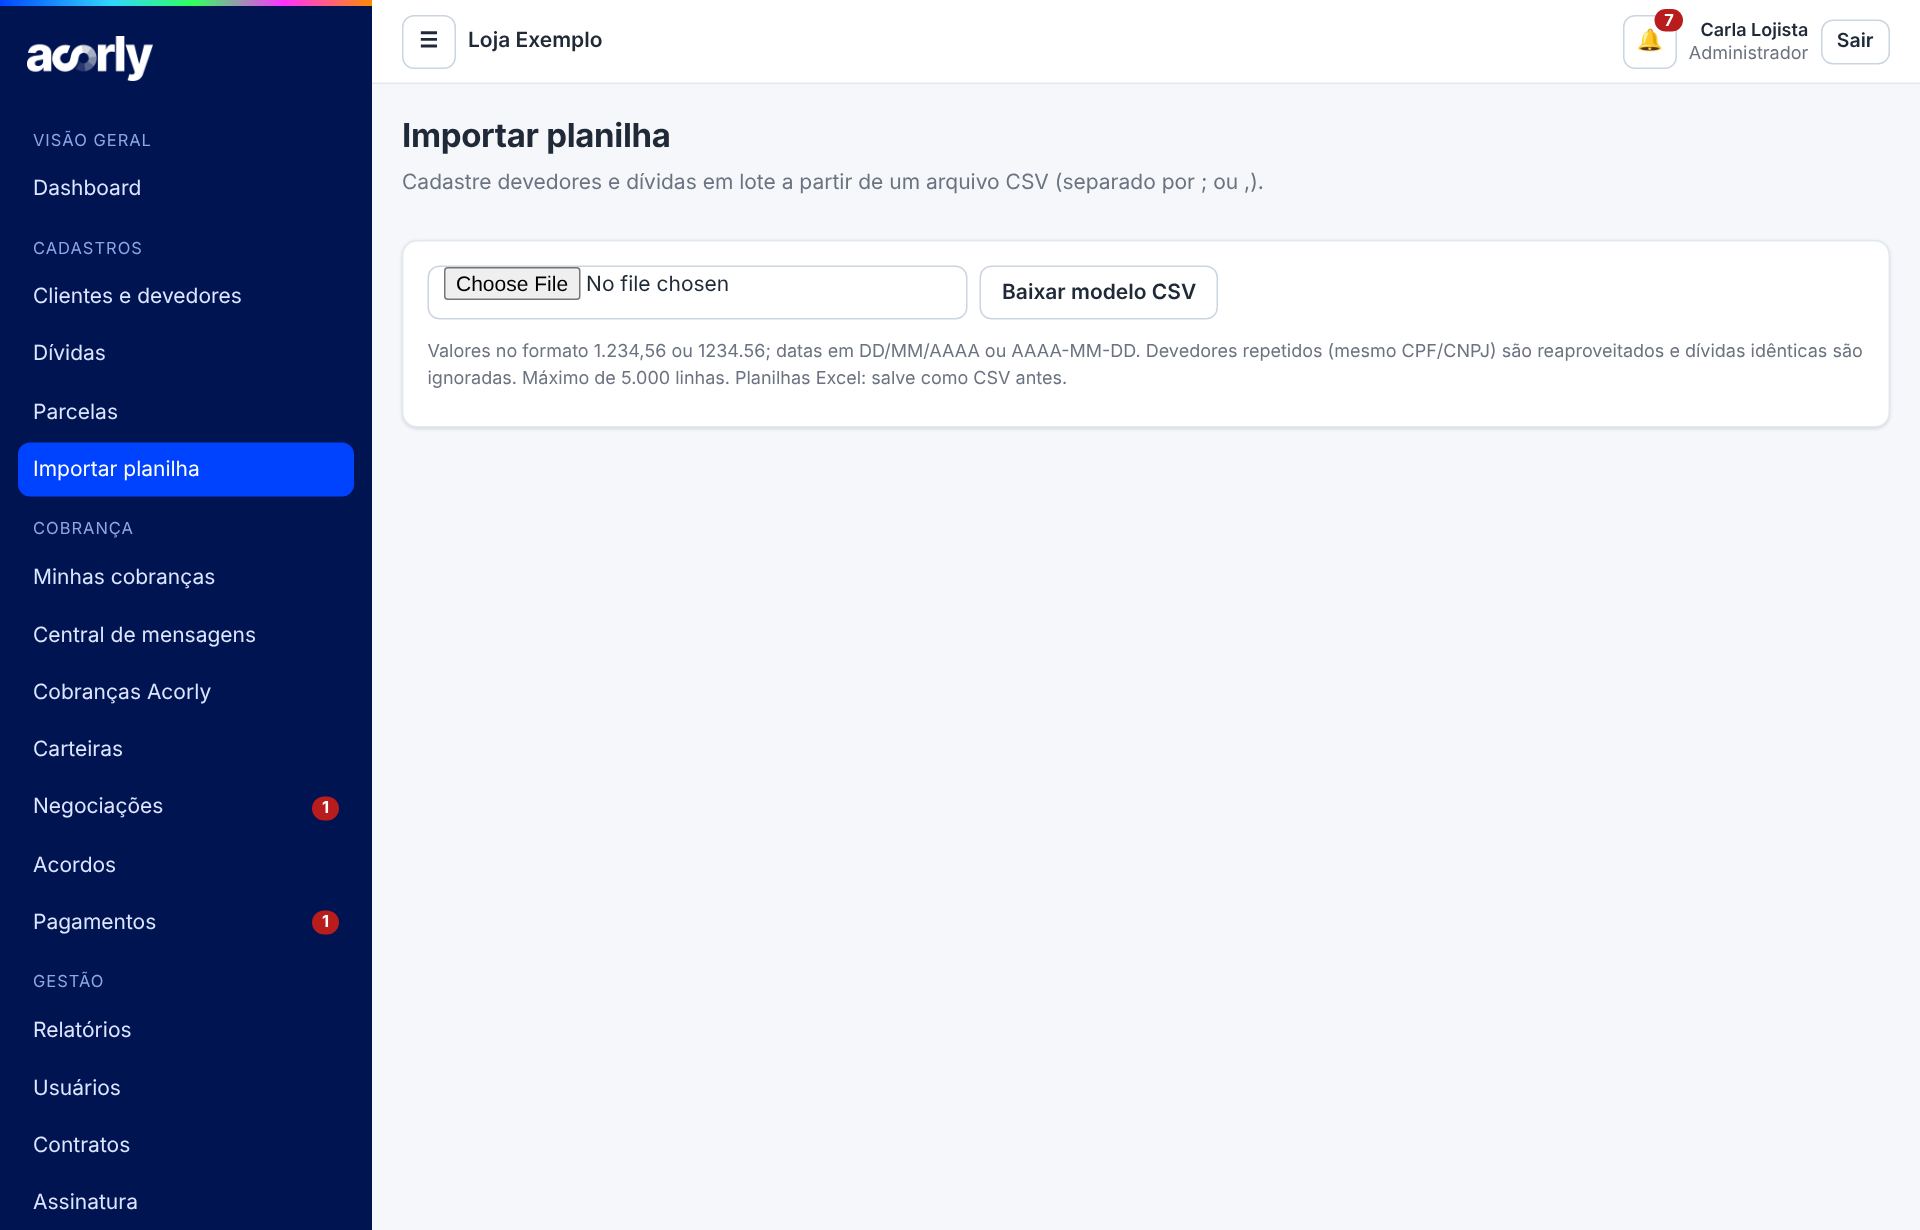 acorly
VISÃO GERAL
Dashboard
CADASTROS
Clientes e devedores
Dívidas
Parcelas
Importar planilha
COBRANÇA
Minhas cobranças
Central de mensagens
Cobranças Acorly
Carteiras
Negociações 1
Acordos
Pagamentos 1
GESTÃO
Relatórios
Usuários
Contratos
Assinatura
☰ Loja Exemplo
7
Carla Lojista
Administrador
Sair
Importar planilha
Cadastre devedores e dívidas em lote a partir de um arquivo CSV (separado por ; ou ,).
Choose File No file chosen
Baixar modelo CSV
Valores no formato 1.234,56 ou 1234.56; datas em DD/MM/AAAA ou AAAA-MM-DD. Devedores repetidos (mesmo CPF/CNPJ) são reaproveitados e dívidas idênticas são
ignoradas. Máximo de 5.000 linhas. Planilhas Excel: salve como CSV antes.